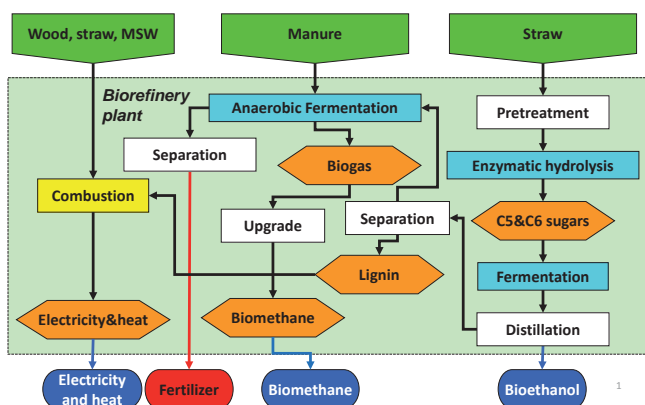 Wood, straw, MSW
Manure
Straw
Biorefinery
plant
Anaerobic Fermentation
Pretreatment
Separation
Biogas
Enzymatic hydrolysis
Combustion
Upgrade
Separation
C5&C6 sugars
Lignin
Fermentation
Electricity&heat
Biomethane
Distillation
Electricity
and heat
Fertilizer
Biomethane
Bioethanol
1